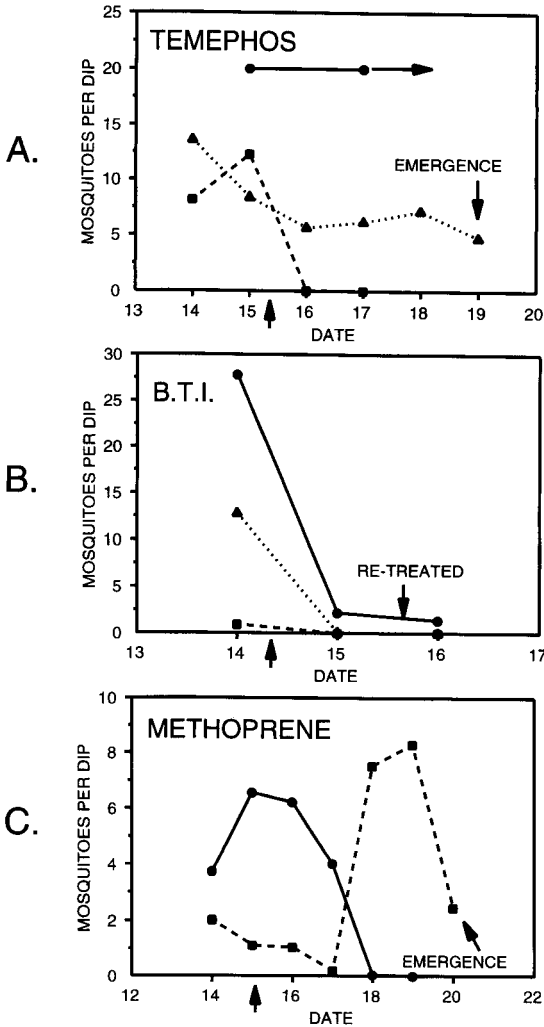 A.
TEMEPHOS
MOSQUITOES PER DIP
25
20
15
10
5
0
EMERGENCE
13 14 15 16 17 18 19 20
DATE
B.
B.T.I.
MOSQUITOES PER DIP
30
25
20
15
10
5
0
RE-TREATED
13 14 15 16 17
DATE
C.
METHOPRENE
MOSQUITOES PER DIP
10
8
6
4
2
0
EMERGENCE
12 14 16 18 20 22
DATE